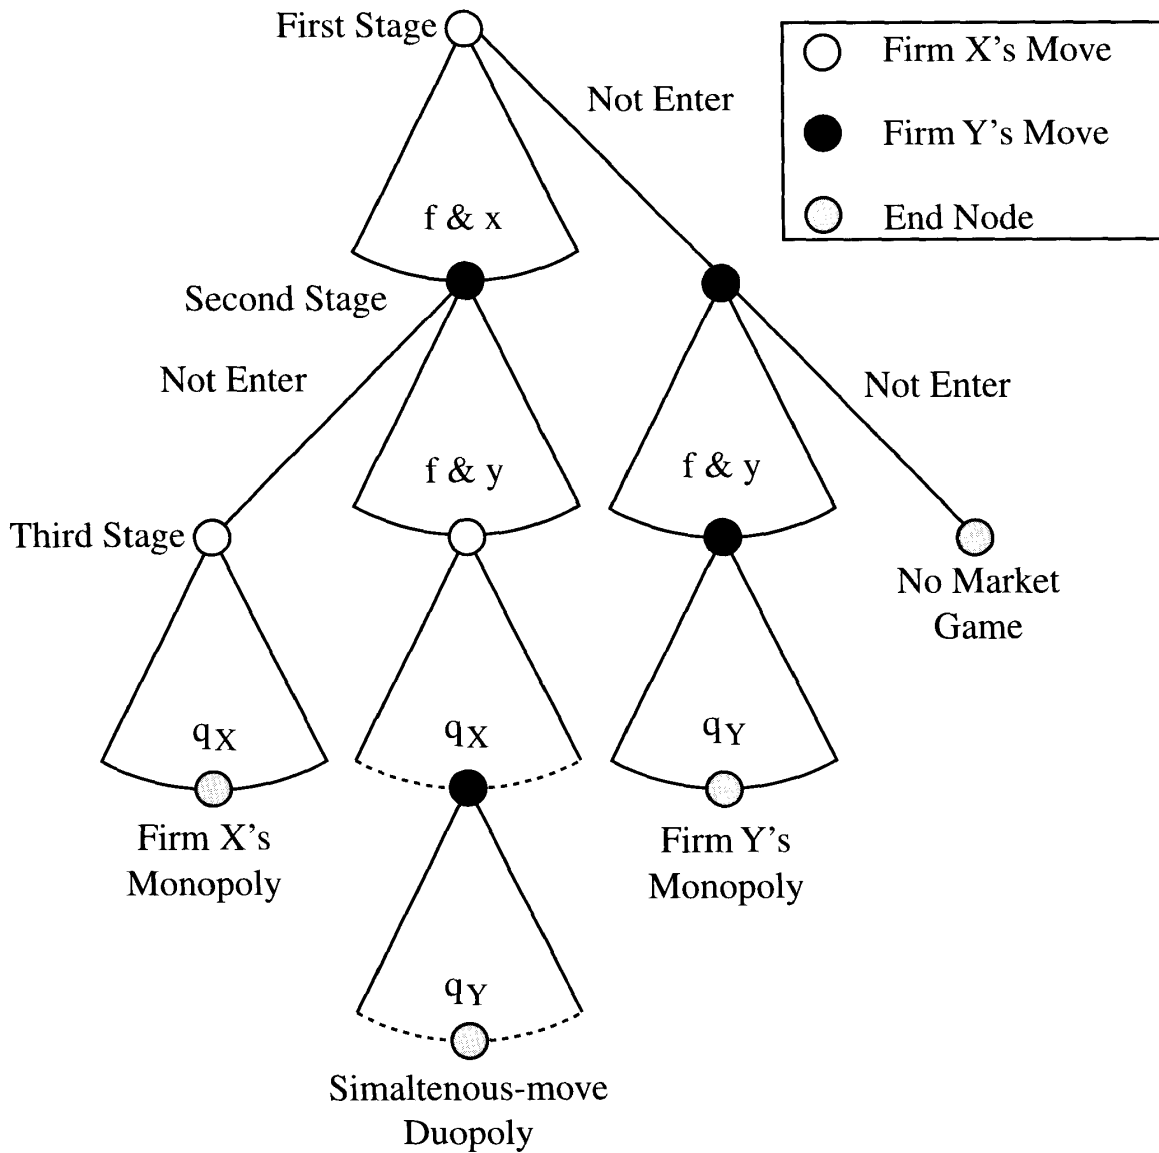 First Stage
Firm X's Move
Not Enter
Firm Y's Move
f & x
End Node
Second Stage
Not Enter
Not Enter
f & y
f & y
Third Stage
No Market
Game
qX
qX
qY
Firm X's
Monopoly
Firm Y's
Monopoly
qY
Simaltenous-move
Duopoly